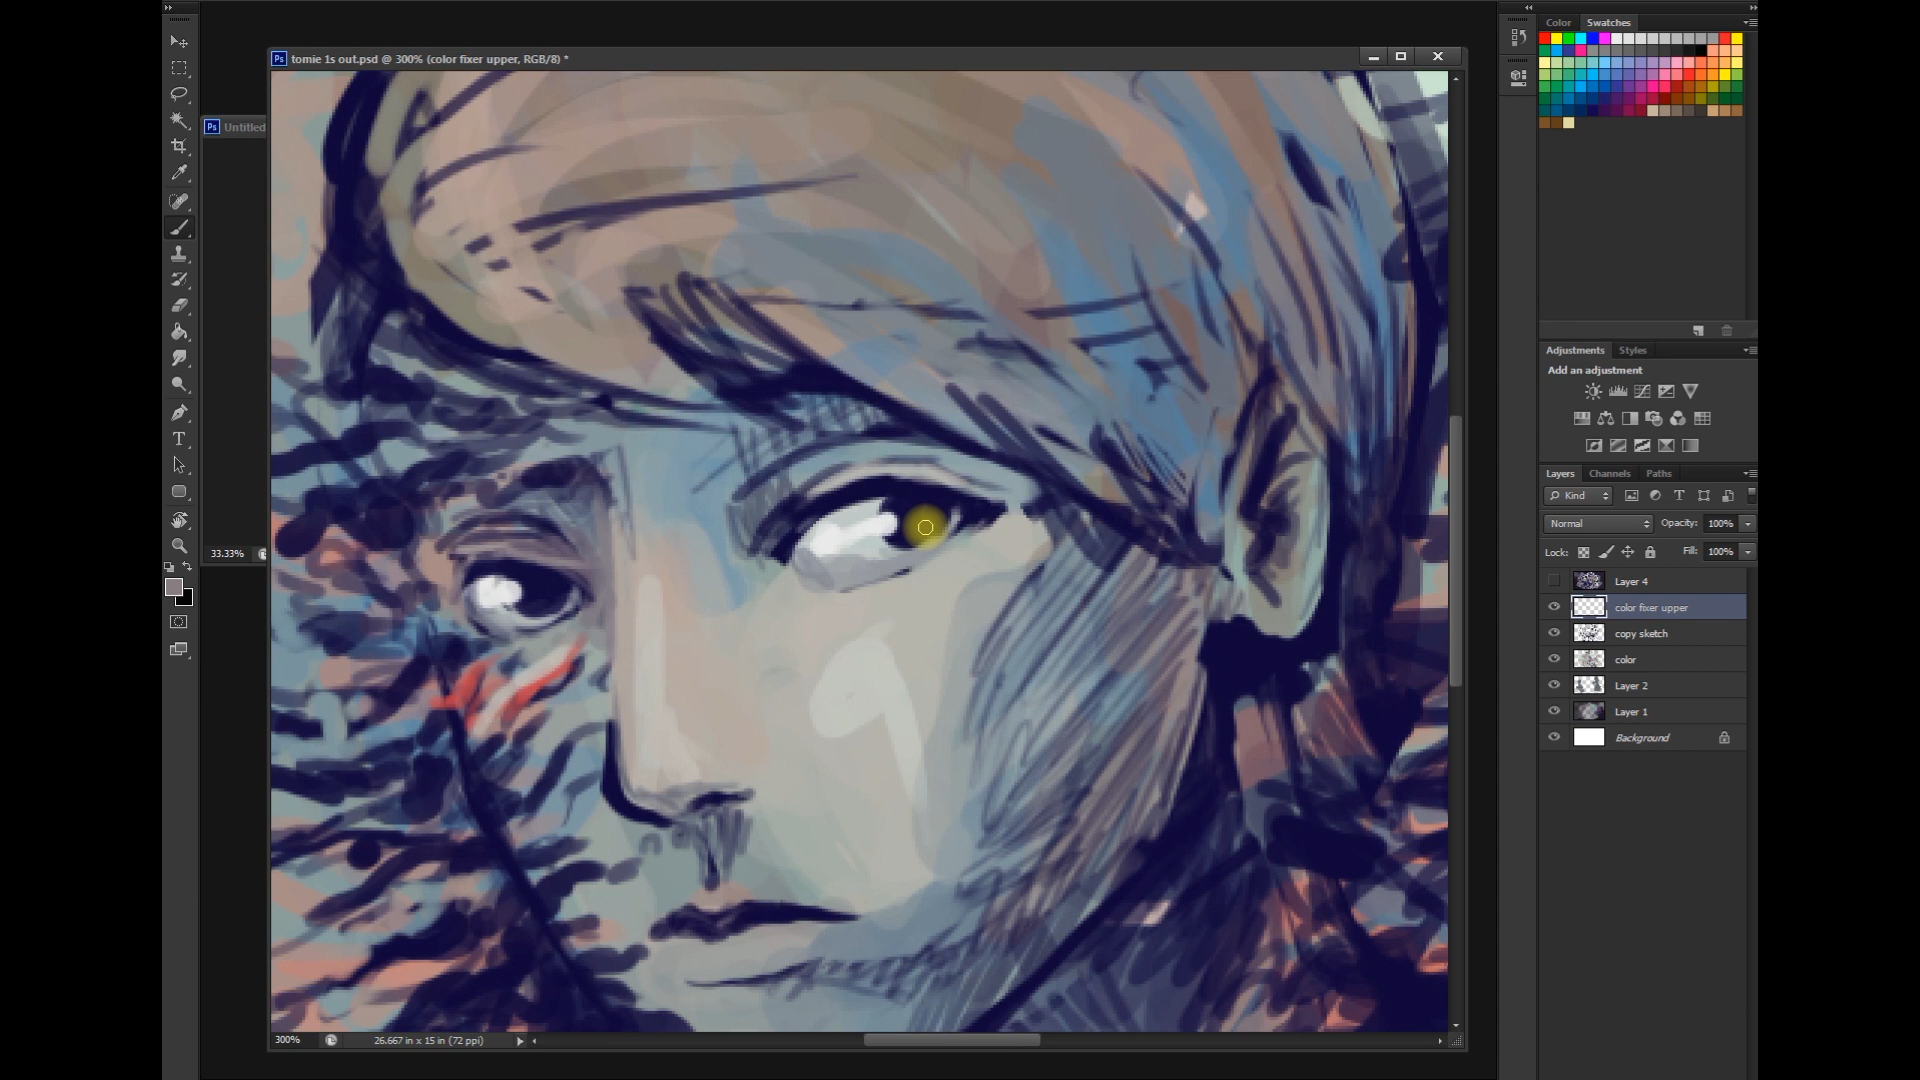 Color Swatches
Ps tomie 1s out.psd @ 300% (color fixer upper, RGB/8) *
Ps Untitled
Adjustments Styles
Add an adjustment
Layers Channels Paths
Kind
Normal Opacity: 100%
33.33%
Lock: Fill: 100%
Layer 4
color fixer upper
copy sketch
color
Layer 2
Layer 1
Background
300% 26.667 in x 15 in (72 ppi)